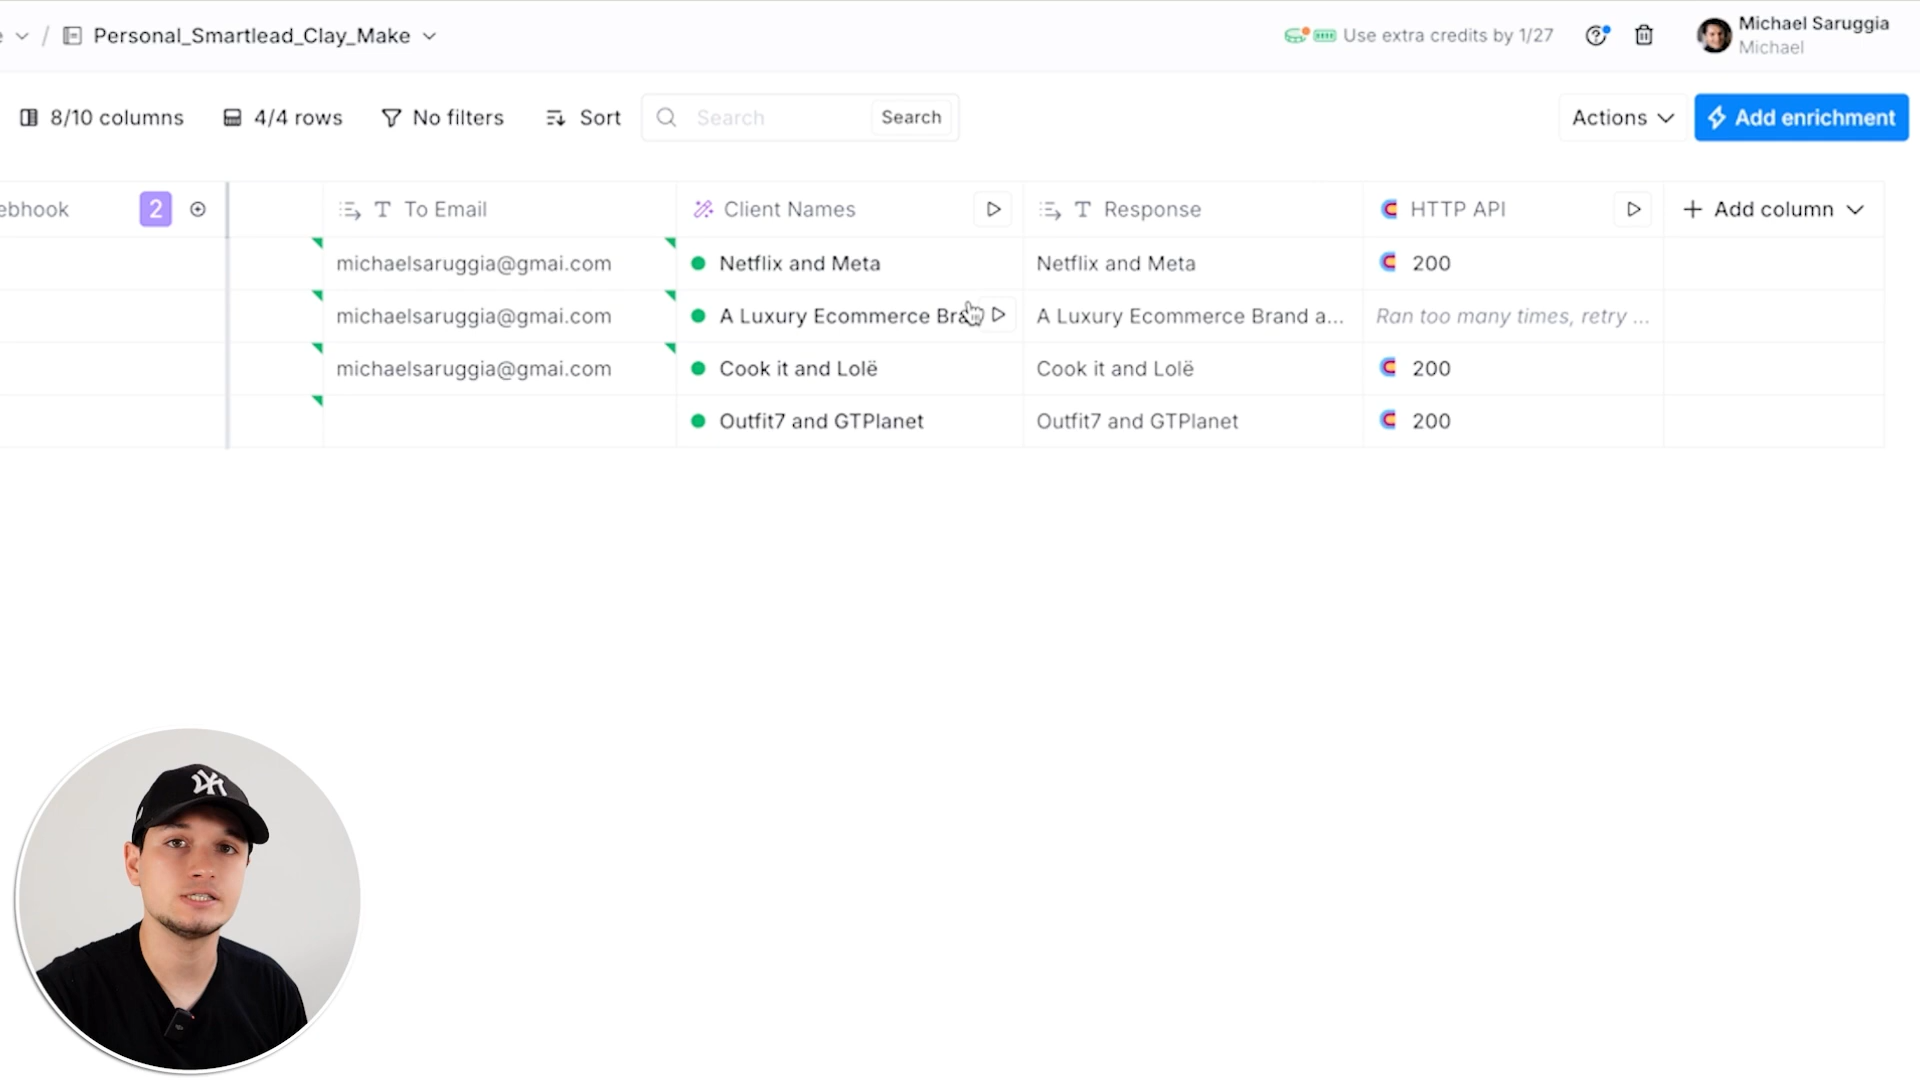 e / Personal_Smartlead_Clay_Make Use extra credits by 1/27 Michael Saruggia
Michael
8/10 columns 4/4 rows No filters Sort Search Search Actions Add enrichment
ebhook 2 To Email Client Names Response HTTP API + Add column
michaelsaruggia@gmai.com Netflix and Meta Netflix and Meta 200
michaelsaruggia@gmai.com A Luxury Ecommerce Bra A Luxury Ecommerce Brand a... Ran too many times, retry ...
michaelsaruggia@gmai.com Cook it and Lolë Cook it and Lolë 200
Outfit7 and GTPlanet Outfit7 and GTPlanet 200